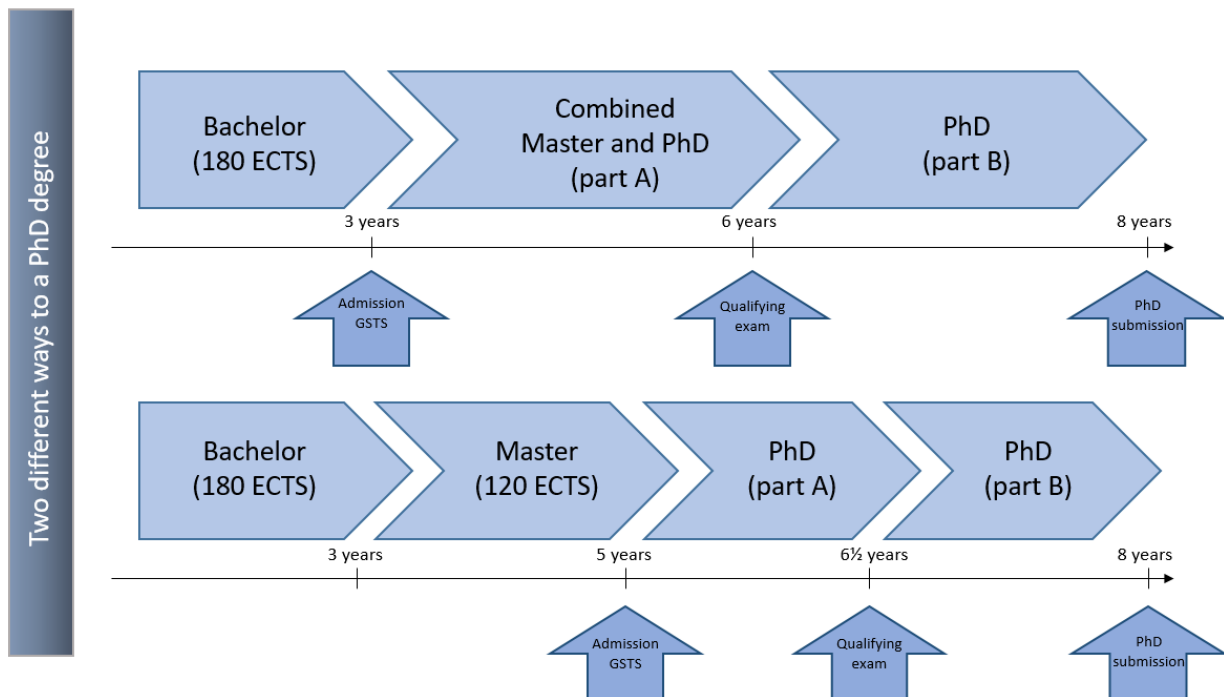 Two different ways to a PhD degree
Bachelor
(180 ECTS)
Combined
Master and PhD
(part A)
PhD
(part B)
3 years
6 years
8 years
Admission
GSTS
Qualifying
exam
PhD
submission
Bachelor
(180 ECTS)
Master
(120 ECTS)
PhD
(part A)
PhD
(part B)
3 years
5 years
6½ years
8 years
Admission
GSTS
Qualifying
exam
PhD
submission